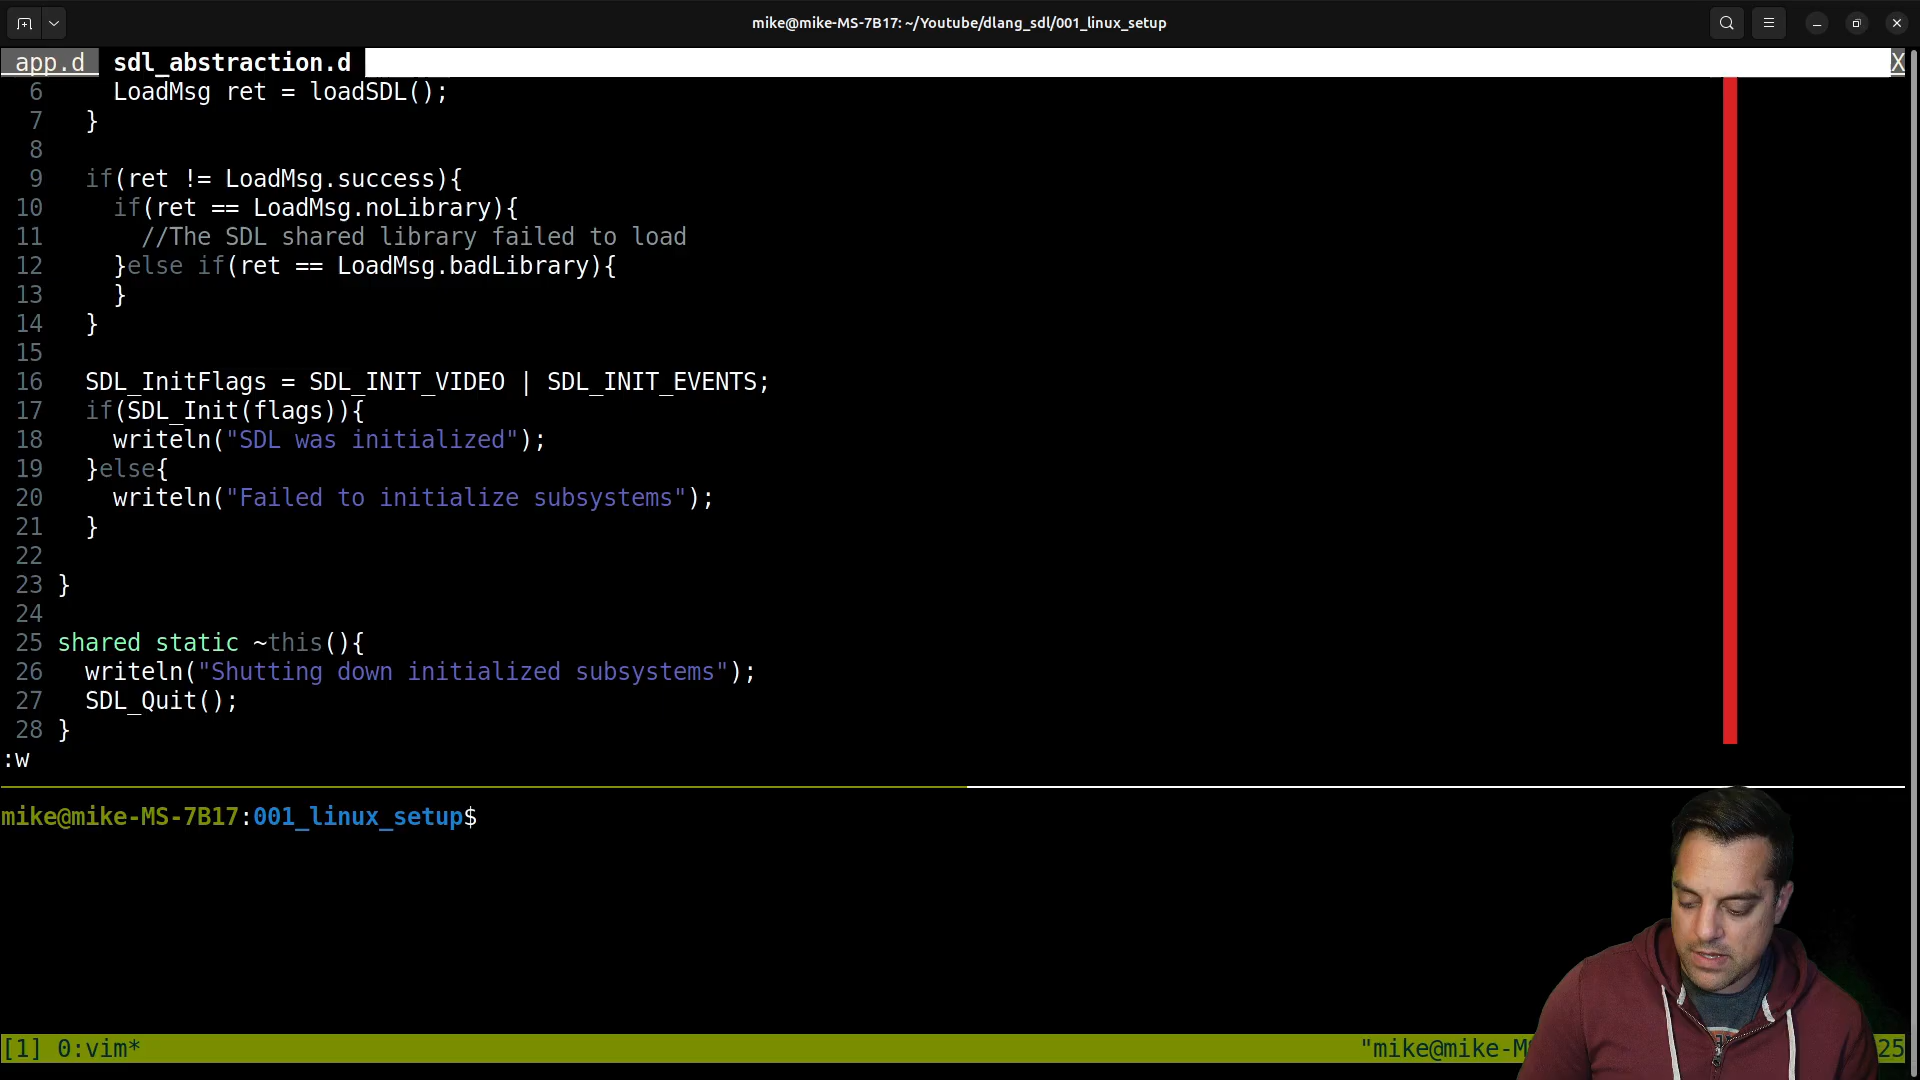 mike@mike-MS-7B17: ~/Youtube/dlang_sdl/001_linux_setup
app.d sdl_abstraction.d X
6 LoadMsg ret = loadSDL();
7 }
8
9 if(ret != LoadMsg.success){
10 if(ret == LoadMsg.noLibrary){
11 //The SDL shared library failed to load
12 }else if(ret == LoadMsg.badLibrary){
13 }
14 }
15
16 SDL_InitFlags = SDL_INIT_VIDEO | SDL_INIT_EVENTS;
17 if(SDL_Init(flags)){
18 writeln("SDL was initialized");
19 }else{
20 writeln("Failed to initialize subsystems");
21 }
22
23 }
24
25 shared static ~this(){
26 writeln("Shutting down initialized subsystems");
27 SDL_Quit();
28 }
:w
mike@mike-MS-7B17:001_linux_setup$
[1] 0:vim* "mike@mike-M 25